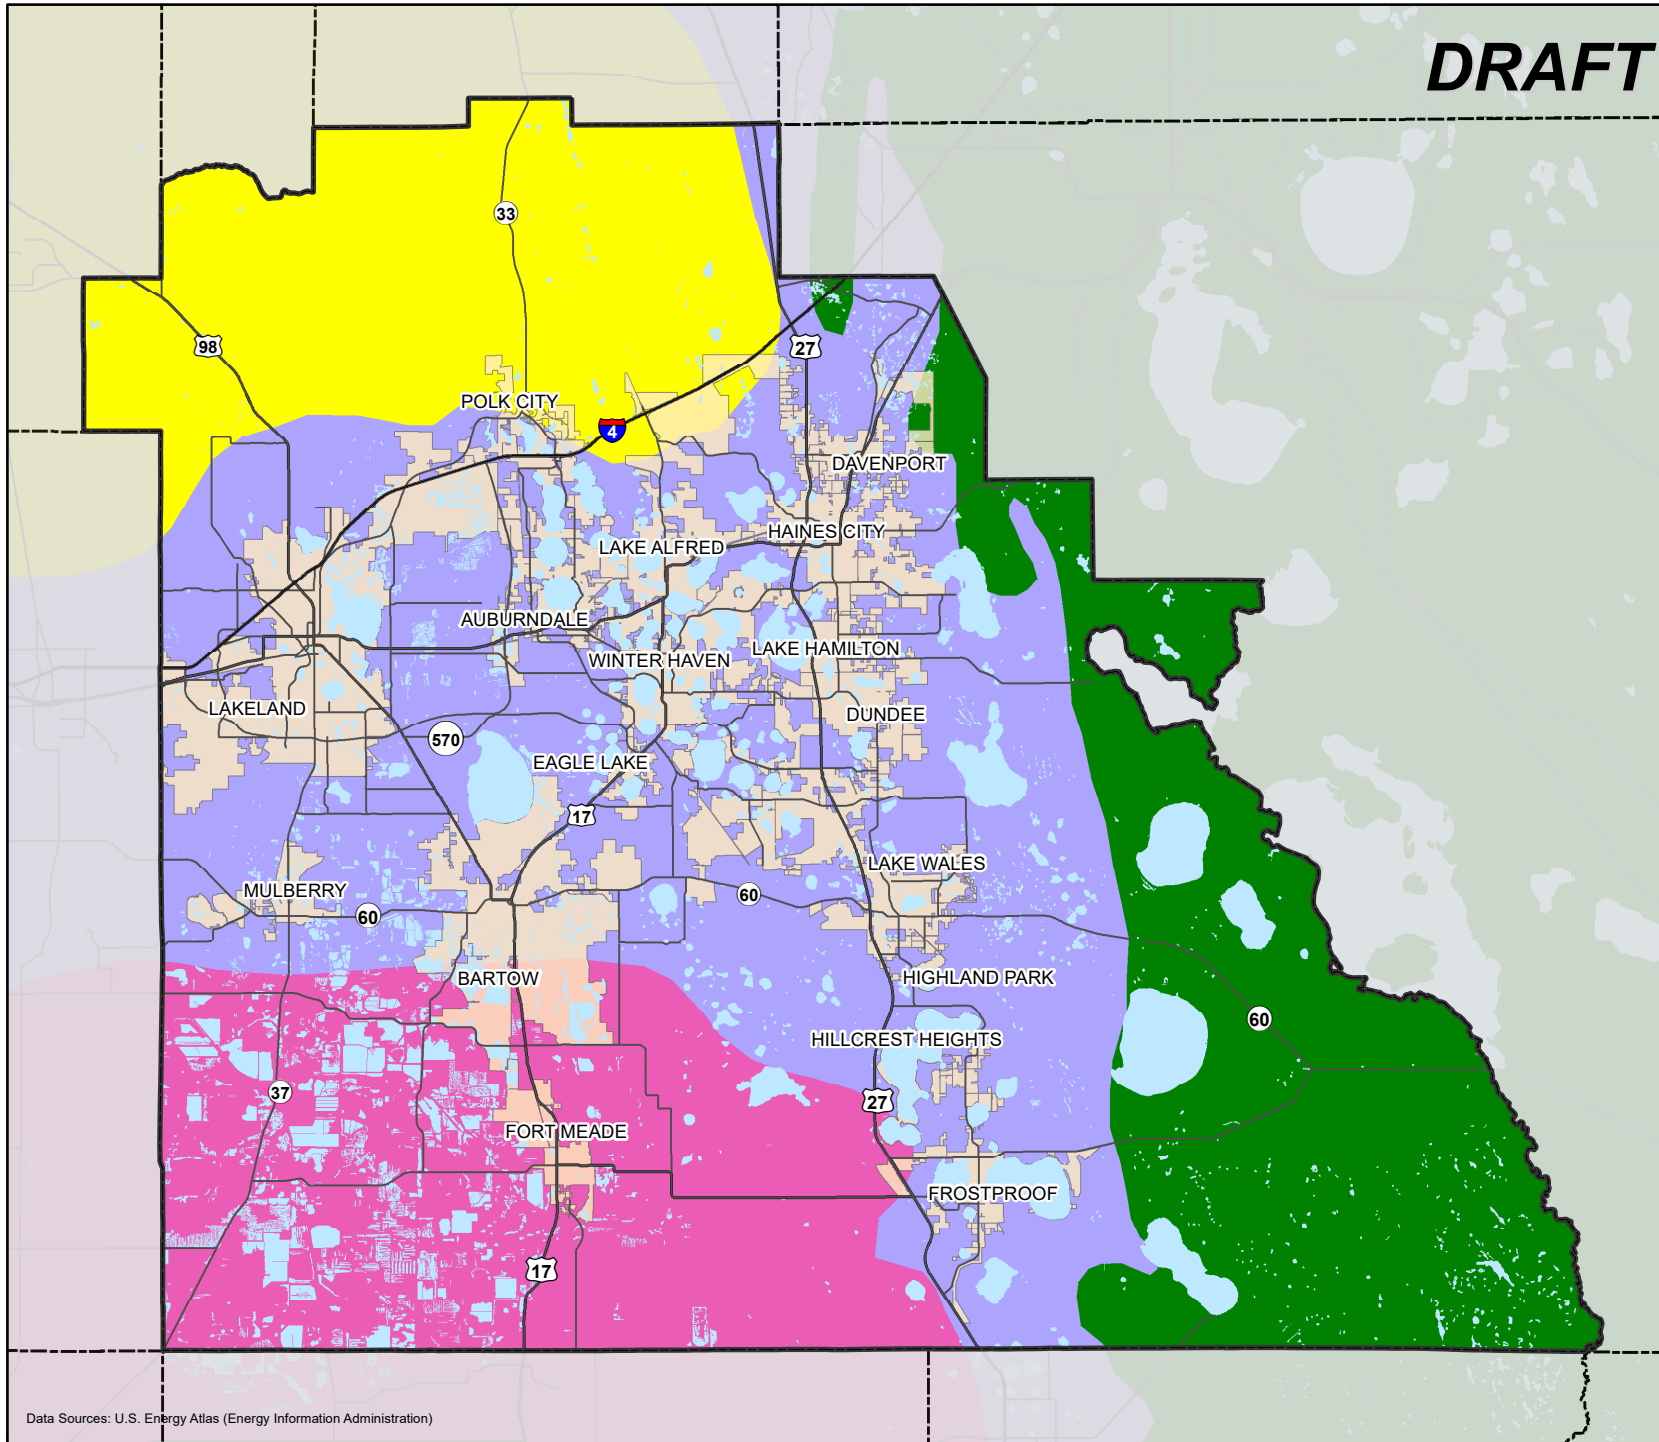 DRAFT
33
98
27
POLK CITY
4
DAVENPORT
HAINES CITY
LAKE ALFRED
AUBURNDALE
LAKE HAMILTON
WINTER HAVEN
LAKELAND
DUNDEE
570
EAGLE LAKE
17
LAKE WALES
MULBERRY
60
60
BARTOW
HIGHLAND PARK
60
HILLCREST HEIGHTS
37
27
FORT MEADE
FROSTPROOF
17
Data Sources: U.S. Energy Atlas (Energy Information Administration)